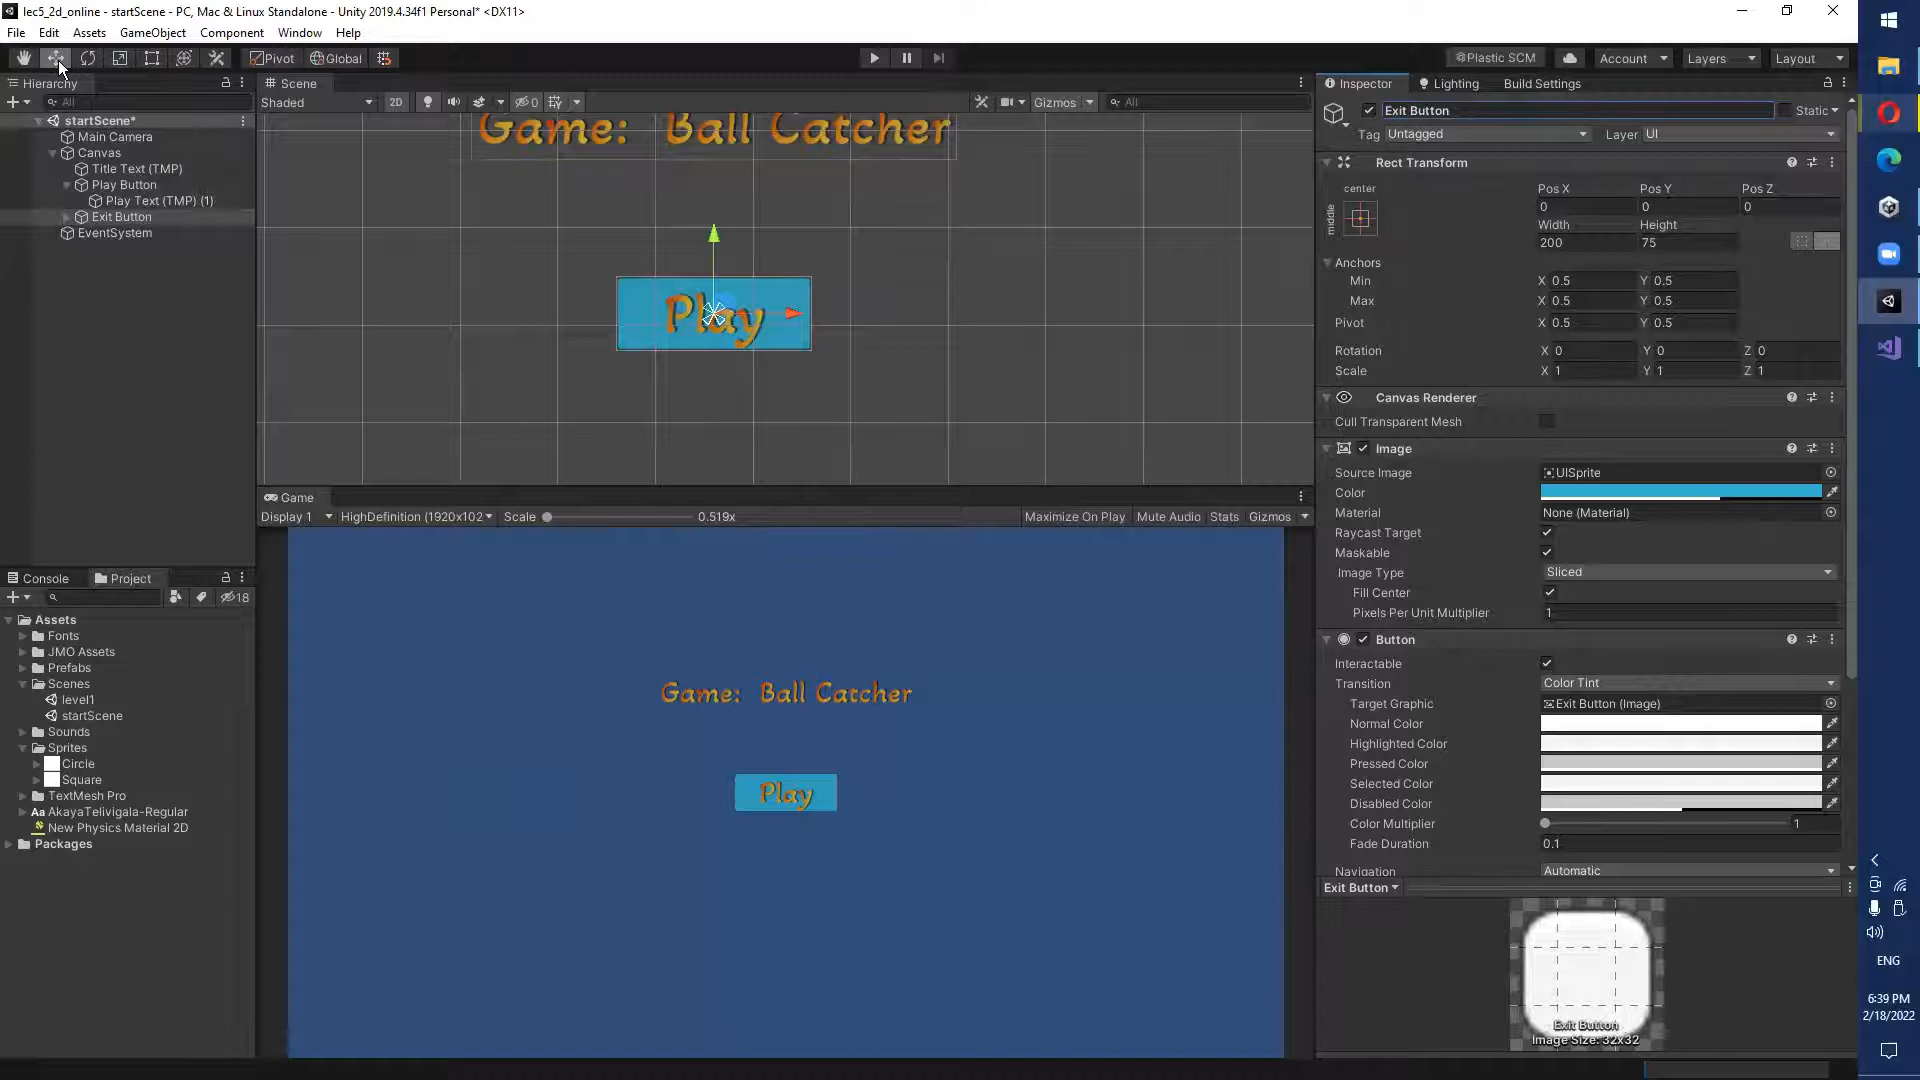 lec5_2d_online - startScene - PC, Mac & Linux Standalone - Unity 2019.4.34f1 Personal* <DX11>
File Edit Assets GameObject Component Window Help
Pivot Global Plastic SCM Account Layers Layout
Hierarchy
All
startScene*
Main Camera
Canvas
Title Text (TMP)
Play Button
Play Text (TMP) (1)
Exit Button
EventSystem
Scene
Shaded 2D 0 Gizmos All
Game: Ball Catcher
Play
Game
Display 1 HighDefinition (1920x102 Scale 0.519x Maximize On Play Mute Audio Stats Gizmos
Game: Ball Catcher
Play
Console Project
18
Assets
Fonts
JMO Assets
Prefabs
Scenes
level1
startScene
Sounds
Sprites
Circle
Square
TextMesh Pro
Aa AkayaTelivigala-Regular
New Physics Material 2D
Packages
Inspector Lighting Build Settings
Exit Button Static
Tag Untagged Layer UI
Rect Transform
center
middle
Pos X Pos Y Pos Z
0 0 0
Width Height
200 75
Anchors
Min X 0.5 Y 0.5
Max X 0.5 Y 0.5
Pivot X 0.5 Y 0.5
Rotation X 0 Y 0 Z 0
Scale X 1 Y 1 Z 1
Canvas Renderer
Cull Transparent Mesh
Image
Source Image UISprite
Color
Material None (Material)
Raycast Target
Maskable
Image Type Sliced
Fill Center
Pixels Per Unit Multiplier 1
Button
Interactable
Transition Color Tint
Target Graphic Exit Button (Image)
Normal Color
Highlighted Color
Pressed Color
Selected Color
Disabled Color
Color Multiplier 1
Fade Duration 0.1
Navigation Automatic
Exit Button
Exit Button
Image Size: 32x32
ENG
6:39 PM
2/18/2022